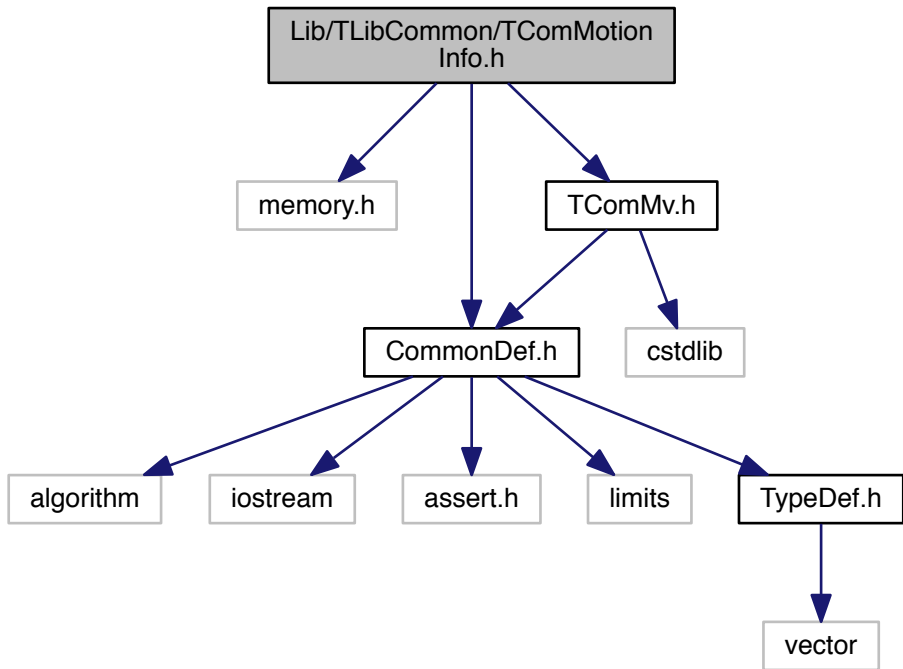 Lib/TLibCommon/TComMotion
Info.h
memory.h
TComMv.h
CommonDef.h
cstdlib
algorithm
iostream
assert.h
limits
TypeDef.h
vector